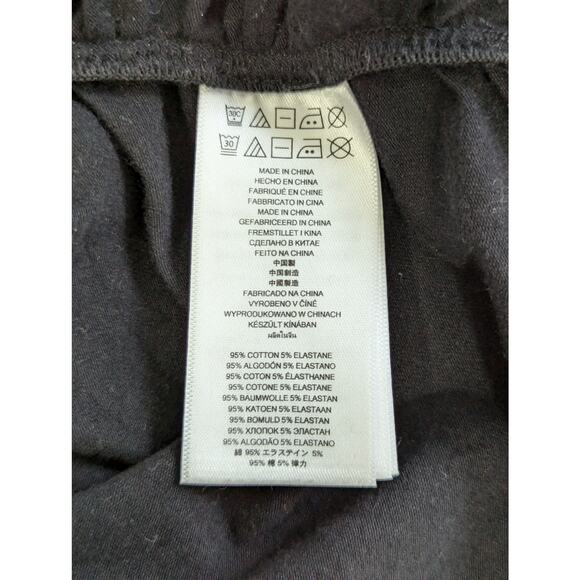 30C
30
MADE IN CHINA
HECHO EN CHINA
FABRIQUÉ EN CHINE
FABBRICATO IN CINA
MADE IN CHINA
GEFABRICEERD IN CHINA
FREMSTILLET I KINA
СДЕЛАНО В КИТАЕ
FEITO NA CHINA
中国製
中国制造
中國製造
FABRICADO NA CHINA
VYROBENO V ČÍNĚ
WYPRODUKOWANO W CHINACH
KÉSZÜLT KÍNÁBAN
ผลิตในจีน
95% COTTON 5% ELASTANE
95% ALGODÓN 5% ELASTANO
95% COTON 5% ÉLASTHANNE
95% COTONE 5% ELASTANE
95% BAUMWOLLE 5% ELASTAN
95% KATOEN 5% ELASTAAN
95% BOMULD 5% ELASTAN
95% ХЛОПОК 5% ЭЛАСТАН
95% ALGODÃO 5% ELASTANO
綿 95% エラステイン 5%
95% 棉 5% 弹力